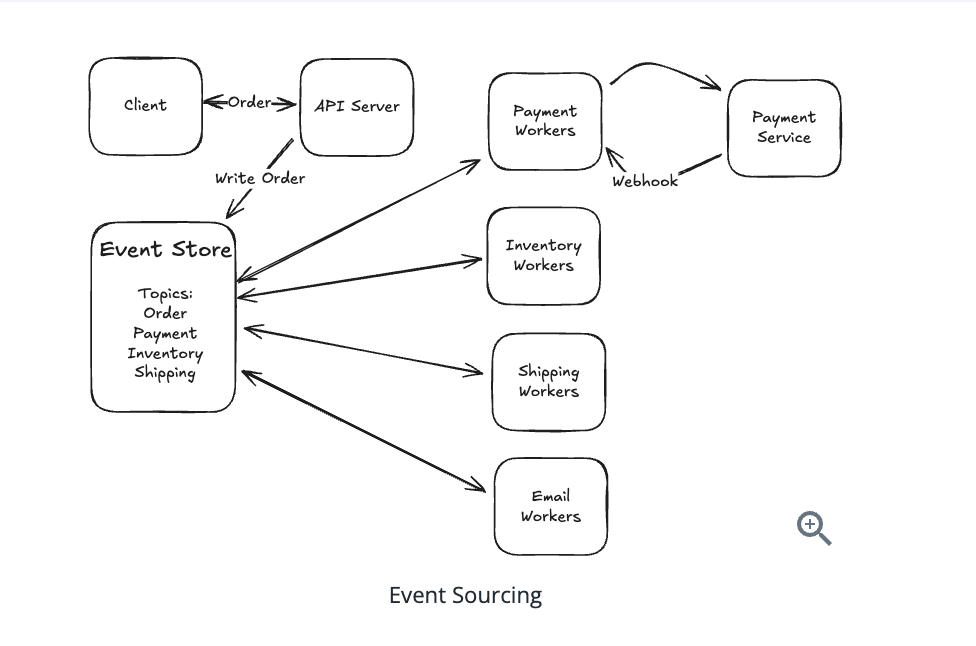 Client
Order
API Server
Payment
Workers
Payment
Service
Write Order
Webhook
Event Store
Topics:
Order
Payment
Inventory
Shipping
Inventory
Workers
Shipping
Workers
Email
Workers
Event Sourcing